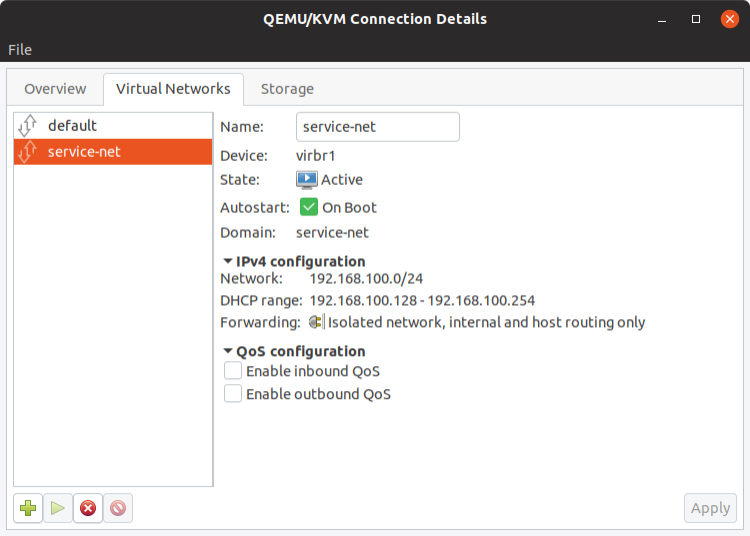 QEMU/KVM Connection Details
File
Overview Virtual Networks Storage
default
service-net
Name: service-net
Device: virbr1
State: Active
Autostart: On Boot
Domain: service-net
IPv4 configuration
Network: 192.168.100.0/24
DHCP range: 192.168.100.128 - 192.168.100.254
Forwarding: Isolated network, internal and host routing only
QoS configuration
Enable inbound QoS
Enable outbound QoS
Apply